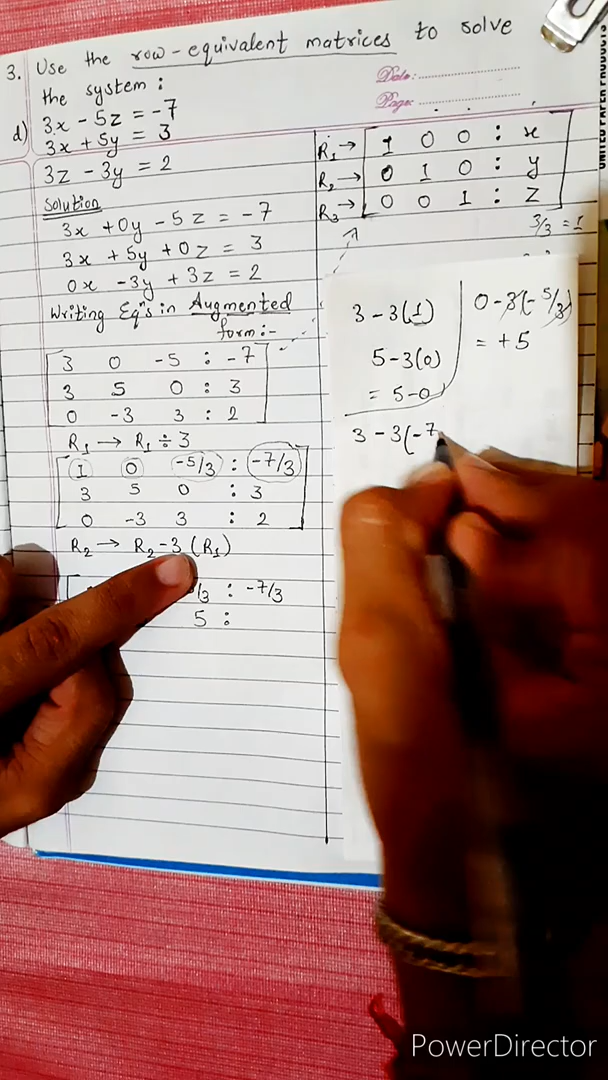 3. Use the row-equivalent matrices to solve
the system :
d) 3x - 5z = -7
3x + 5y = 3
3z - 3y = 2
Solution
3x + 0y - 5z = -7
3x + 5y + 0z = 3
0x - 3y + 3z = 2
Writing Eqⁿs in Augmented
form:-
3 0 -5 : -7
3 5 0 : 3
0 -3 3 : 2
R₁ → R₁ ÷ 3
1 0 -5/3 : -7/3
3 5 0 : 3
0 -3 3 : 2
R₂ → R₂ - 3 (R₁)
/3 : -7/3
5 :
Date:
Page:
R₁ → 1 0 0 : x
R₂ → 0 1 0 : y
R₃ → 0 0 1 : z
3/3 = 1
3 - 3(1)
5 - 3(0)
= 5 - 0
0 - 3(-5/3)
= +5
3 - 3(-7
UNITED PAPER PRODUCTS
PowerDirector